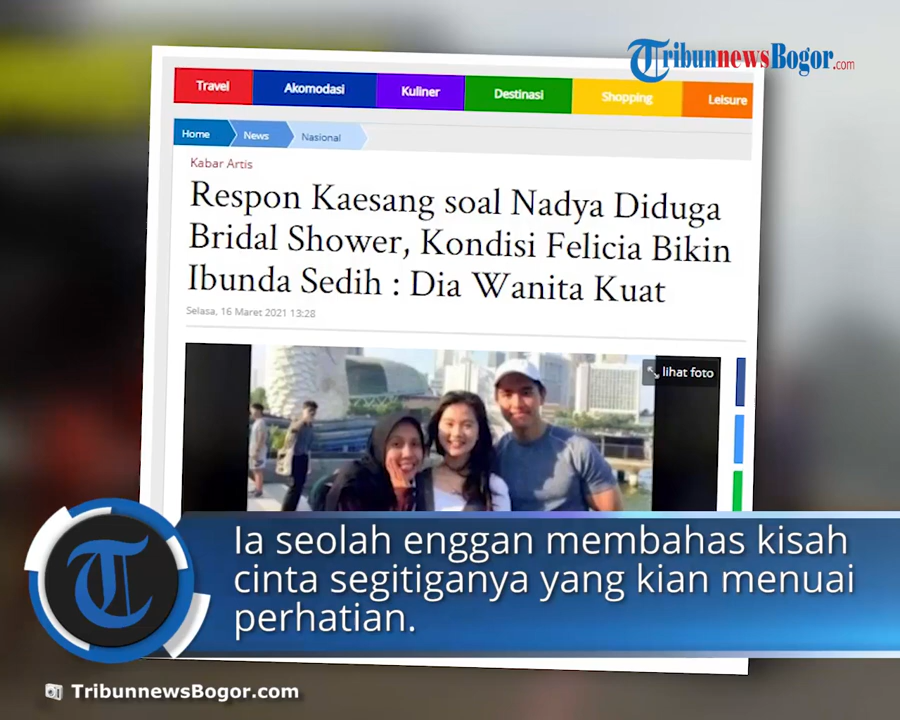 TribunnewsBogor.com
Travel
Akomodasi
Kuliner
Destinasi
Shopping
Leisure
Home
News
Nasional
Kabar Artis
Respon Kaesang soal Nadya Diduga
Bridal Shower, Kondisi Felicia Bikin
Ibunda Sedih : Dia Wanita Kuat
Selasa, 16 Maret 2021 13:28
lihat foto
T
Ia seolah enggan membahas kisah
cinta segitiganya yang kian menuai
perhatian.
TribunnewsBogor.com